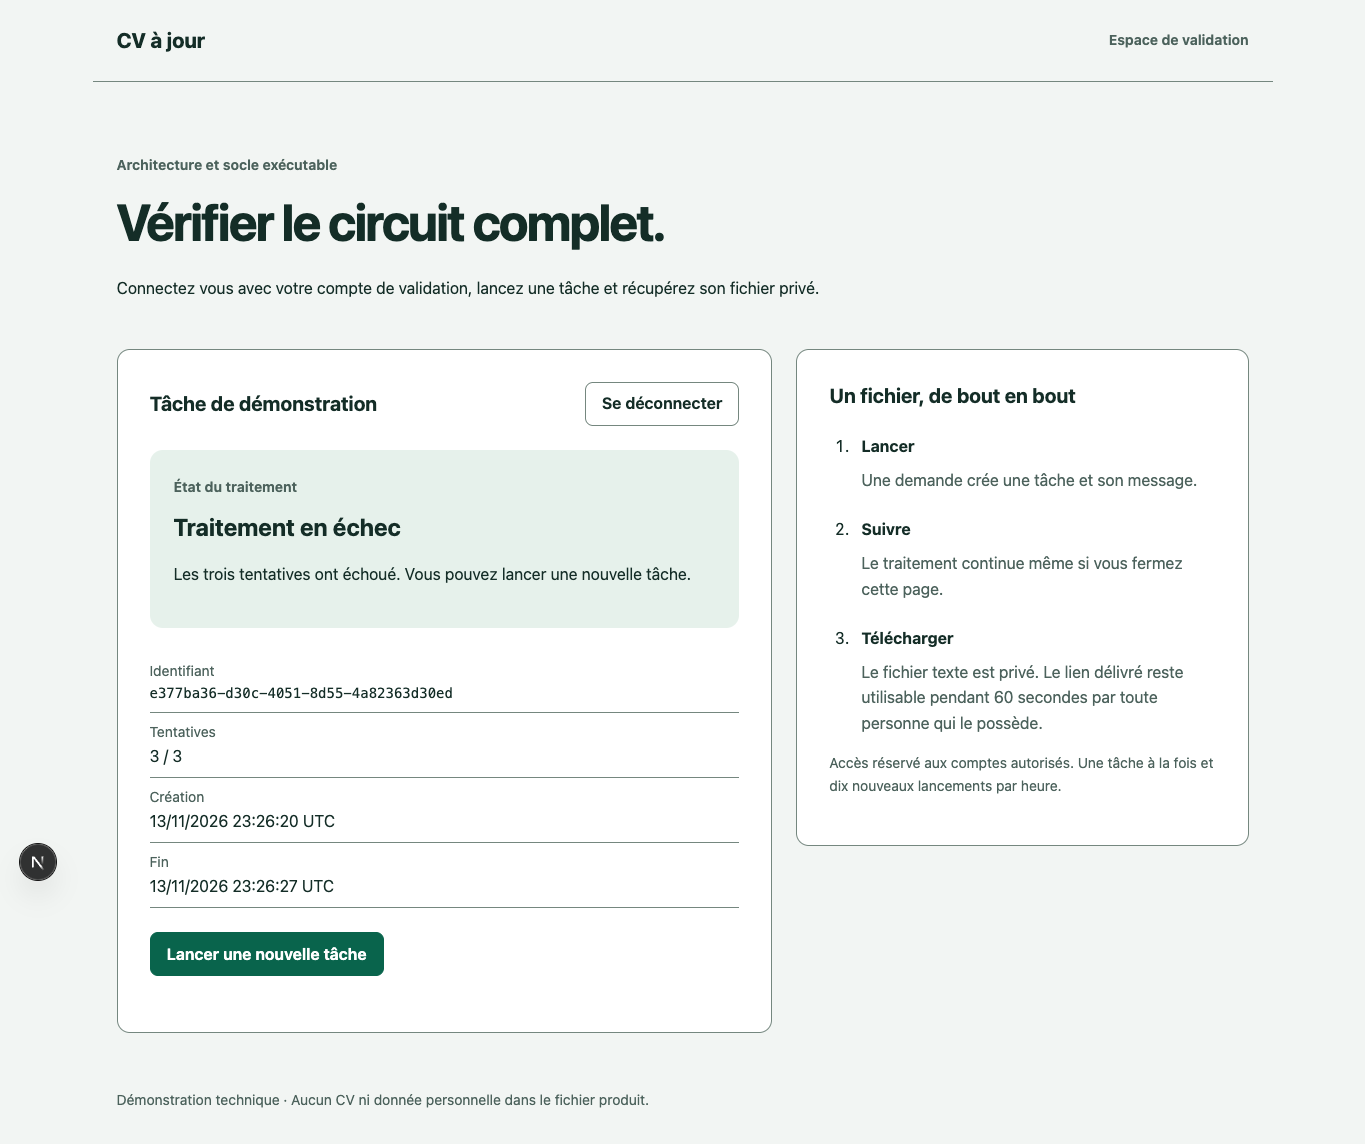 CV à jour
Espace de validation
Architecture et socle exécutable
Vérifier le circuit complet.
Connectez vous avec votre compte de validation, lancez une tâche et récupérez son fichier privé.
Tâche de démonstration
Se déconnecter
État du traitement
Traitement en échec
Les trois tentatives ont échoué. Vous pouvez lancer une nouvelle tâche.
Identifiant
e377ba36-d30c-4051-8d55-4a82363d30ed
Tentatives
3 / 3
Création
13/11/2026 23:26:20 UTC
Fin
13/11/2026 23:26:27 UTC
Lancer une nouvelle tâche
Un fichier, de bout en bout
1. Lancer
Une demande crée une tâche et son message.
2. Suivre
Le traitement continue même si vous fermez
cette page.
3. Télécharger
Le fichier texte est privé. Le lien délivré reste
utilisable pendant 60 secondes par toute
personne qui le possède.
Accès réservé aux comptes autorisés. Une tâche à la fois et
dix nouveaux lancements par heure.
N
Démonstration technique · Aucun CV ni donnée personnelle dans le fichier produit.